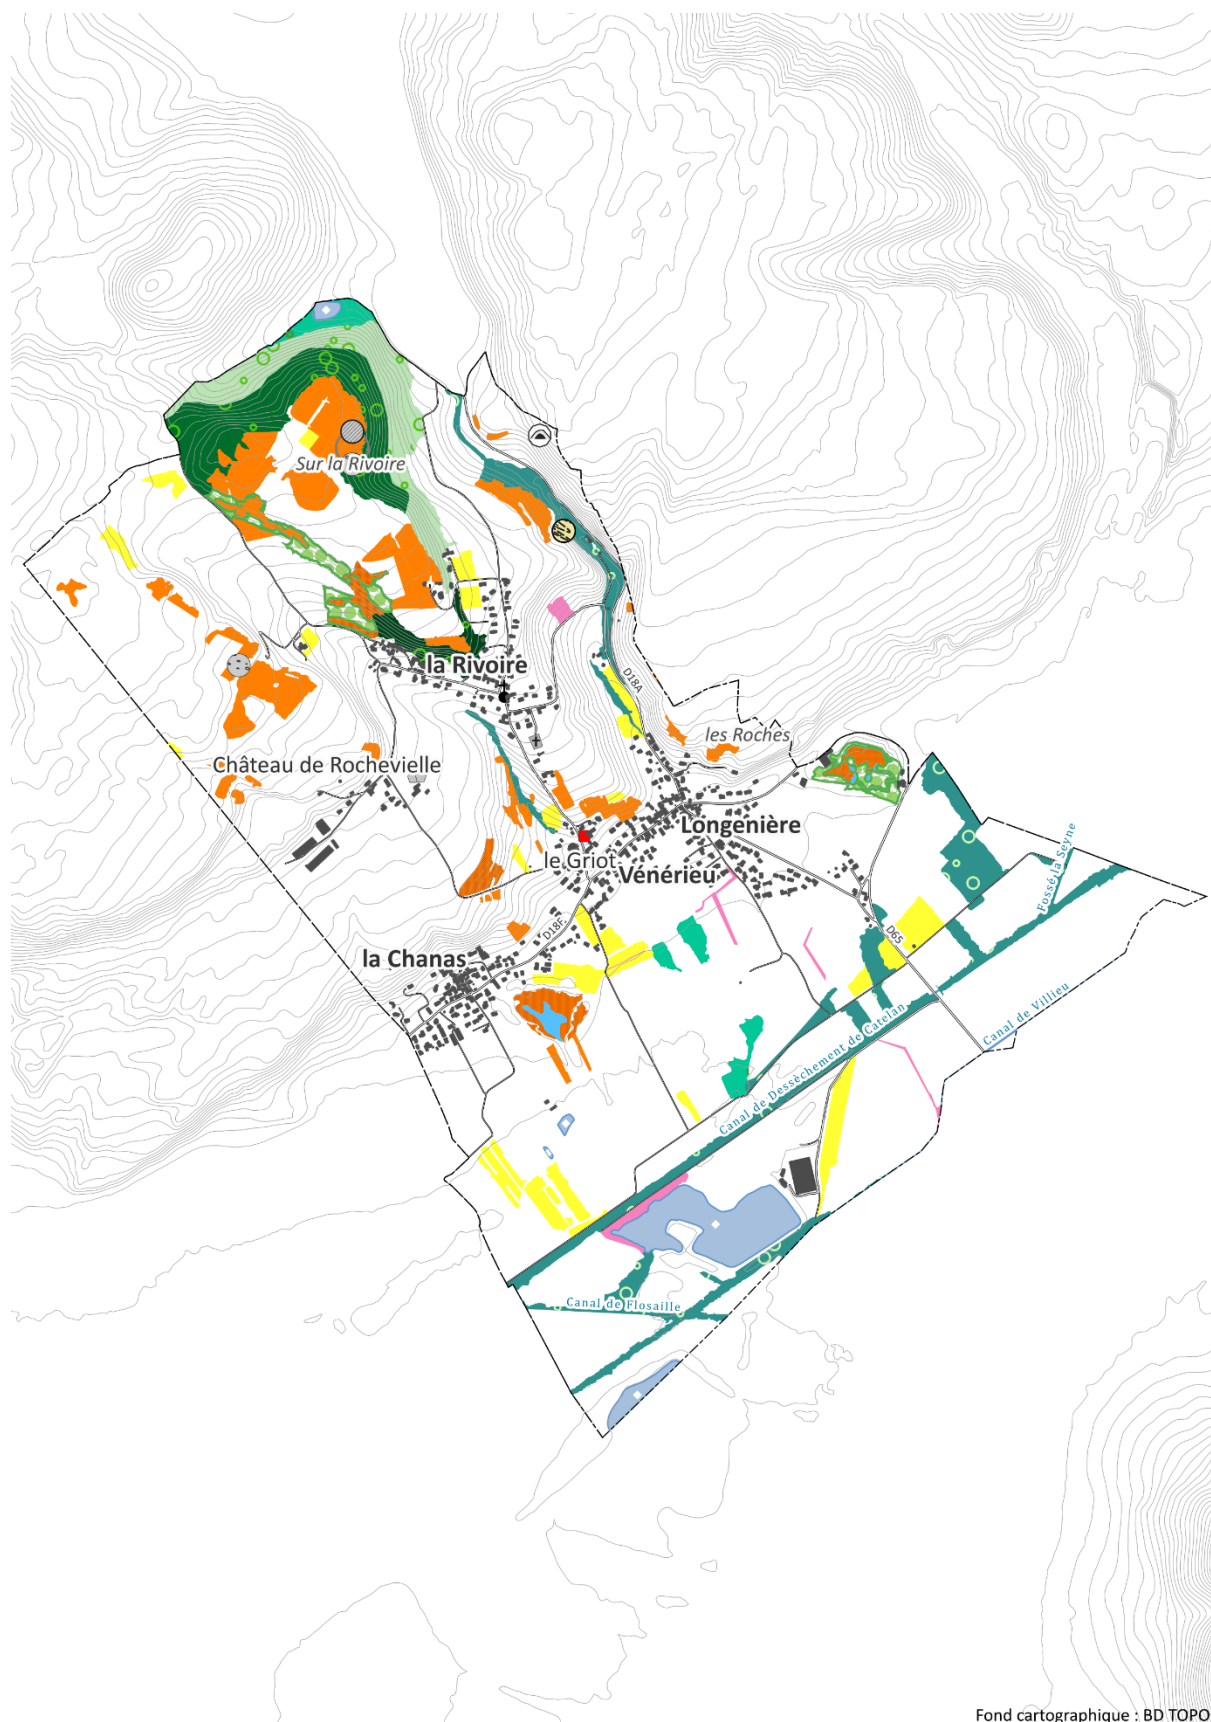 Sur la Rivoire
la Rivoire
D18A
les Roches
Château de Rochevielle
Longenière
le Griot
Vénérieu
Fossé la Seyne
D65
D18F
la Chanas
Canal de Villieu
Canal de Dessèchement de Catelan
Canal de Flosaille
Fond cartographique : BD TOPO